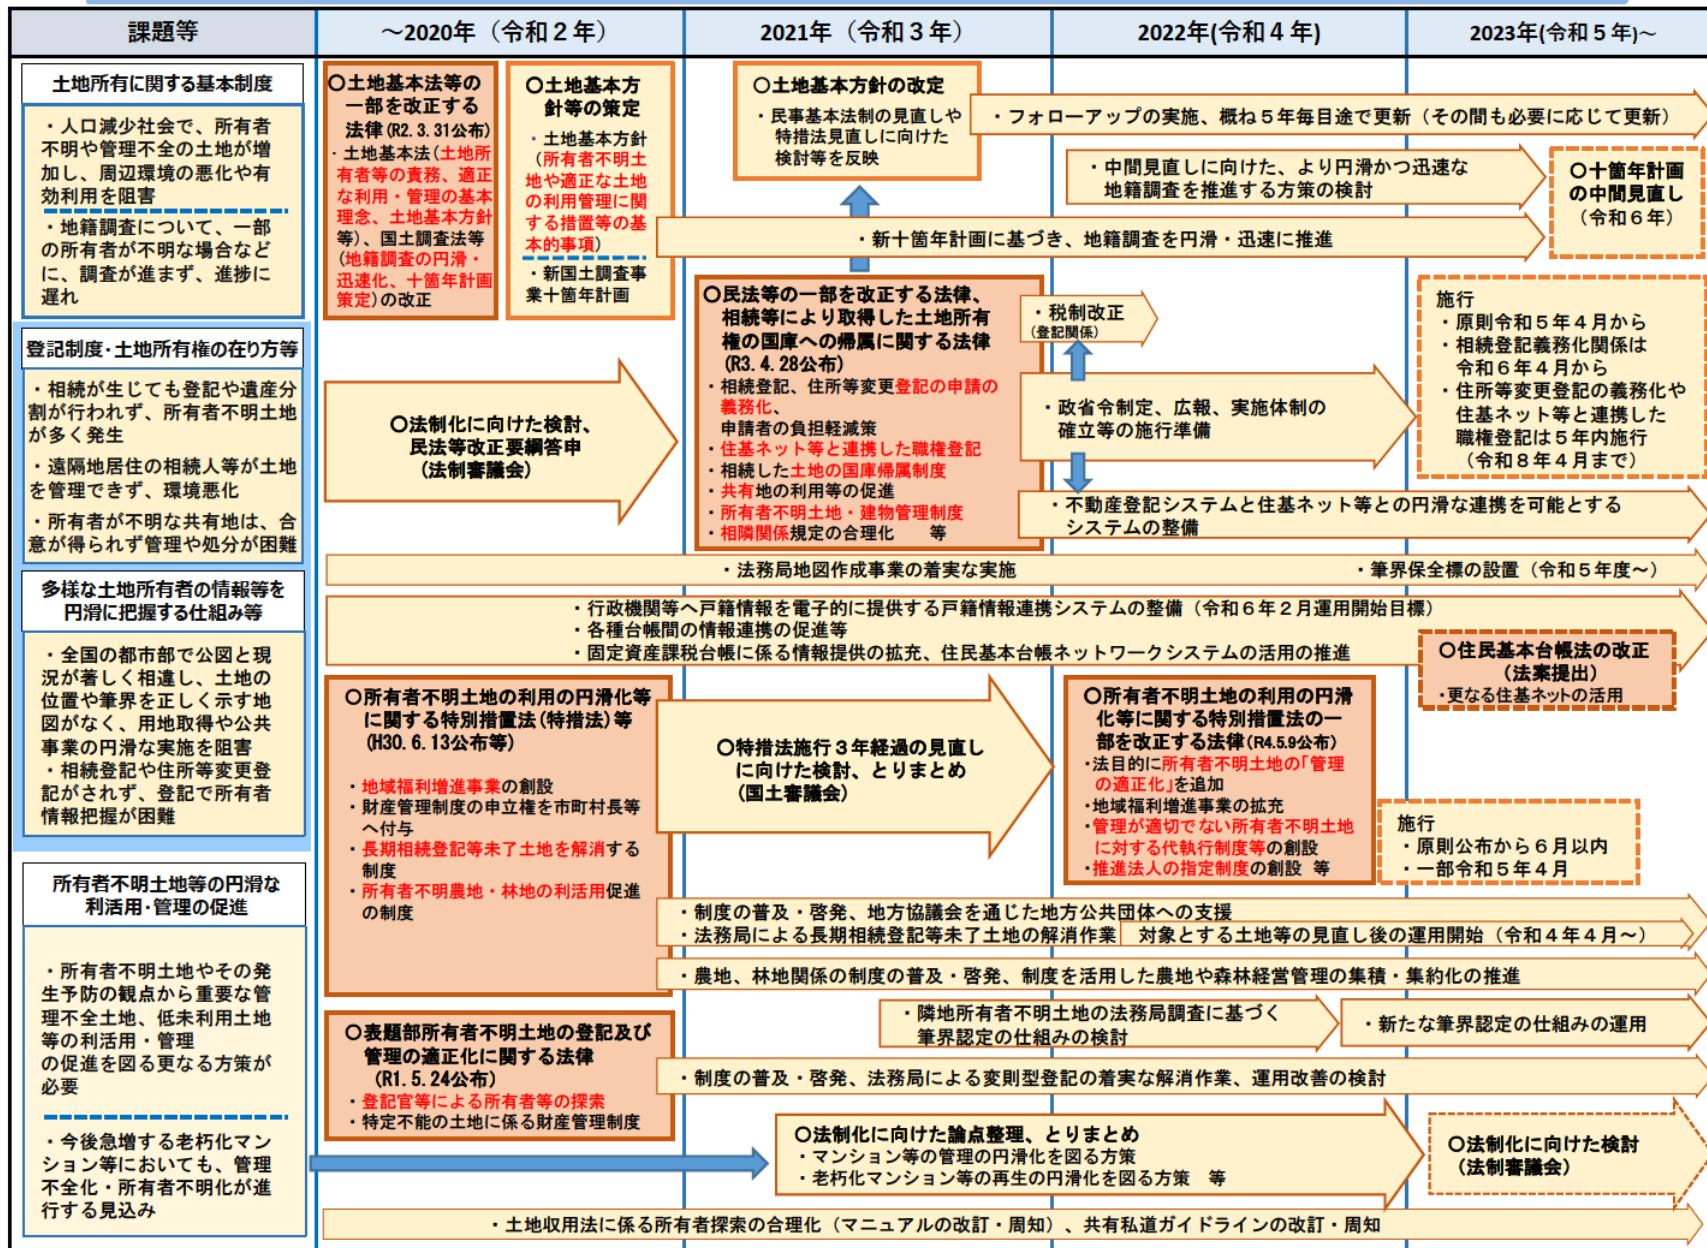 課題等
～2020年（令和２年）
2021年（令和３年）
2022年(令和４年)
2023年(令和５年)～
土地所有に関する基本制度
・人口減少社会で、所有者
不明や管理不全の土地が増
加し、周辺環境の悪化や有
効利用を阻害
・地籍調査について、一部
の所有者が不明な場合など
に、調査が進まず、進捗に
遅れ
〇土地基本法等の
一部を改正する
法律(R2.3.31公布)
・土地基本法（土地所
有者等の責務、適正
な利用・管理の基本
理念、土地基本方針
等）、国土調査法等
（地籍調査の円滑・
迅速化、十箇年計画
策定）の改正
〇土地基本方
針等の策定
・土地基本方針
（所有者不明土
地や適正な土地
の利用管理に関
する措置等の基
本的事項）
・新国土調査事
業十箇年計画
〇土地基本方針の改定
・民事基本法制の見直しや
特措法見直しに向けた
検討等を反映
・フォローアップの実施、概ね５年毎目途で更新（その間も必要に応じて更新）
・中間見直しに向けた、より円滑かつ迅速な
地籍調査を推進する方策の検討
〇十箇年計画
の中間見直し
（令和６年）
・新十箇年計画に基づき、地籍調査を円滑・迅速に推進
登記制度・土地所有権の在り方等
・相続が生じても登記や遺産分
割が行われず、所有者不明土地
が多く発生
・遠隔地居住の相続人等が土地
を管理できず、環境悪化
・所有者が不明な共有地は、合
意が得られず管理や処分が困難
〇法制化に向けた検討、
民法等改正要綱答申
（法制審議会）
〇民法等の一部を改正する法律、
相続等により取得した土地所有
権の国庫への帰属に関する法律
（R3.4.28公布）
・相続登記、住所等変更登記の申請の
義務化、
申請者の負担軽減策
・住基ネット等と連携した職権登記
・相続した土地の国庫帰属制度
・共有地の利用等の促進
・所有者不明土地・建物管理制度
・相隣関係規定の合理化　等
・税制改正
（登記関係）
・政省令制定、広報、実施体制の
確立等の施行準備
・不動産登記システムと住基ネット等との円滑な連携を可能とする
システムの整備
施行
・原則令和５年４月から
・相続登記義務化関係は
令和６年４月から
・住所等変更登記の義務化や
住基ネット等と連携した
職権登記は５年内施行
（令和８年４月まで）
・法務局地図作成事業の着実な実施
・筆界保全標の設置（令和５年度～）
多様な土地所有者の情報等を
円滑に把握する仕組み等
・全国の都市部で公図と現
況が著しく相違し、土地の
位置や筆界を正しく示す地
図がなく、用地取得や公共
事業の円滑な実施を阻害
・相続登記や住所等変更登
記がされず、登記で所有者
情報把握が困難
・行政機関等へ戸籍情報を電子的に提供する戸籍情報連携システムの整備（令和６年２月運用開始目標）
・各種台帳間の情報連携の促進等
・固定資産課税台帳に係る情報提供の拡充、住民基本台帳ネットワークシステムの活用の推進
〇住民基本台帳法の改正
（法案提出）
・更なる住基ネットの活用
〇所有者不明土地の利用の円滑化等
に関する特別措置法（特措法）等
（H30.6.13公布等）
・地域福利増進事業の創設
・財産管理制度の申立権を市町村長等
へ付与
・長期相続登記等未了土地を解消する
制度
・所有者不明農地・林地の利活用促進
の制度
〇特措法施行３年経過の見直し
に向けた検討、とりまとめ
（国土審議会）
〇所有者不明土地の利用の円滑
化等に関する特別措置法の一
部を改正する法律(R4.5.9公布)
・法目的に所有者不明土地の「管理
の適正化」を追加
・地域福利増進事業の拡充
・管理が適切でない所有者不明土地
に対する代執行制度等の創設
・推進法人の指定制度の創設　等
施行
・原則公布から６月以内
・一部令和５年４月
所有者不明土地等の円滑な
利活用・管理の促進
・所有者不明土地やその発
生予防の観点から重要な管
理不全土地、低未利用土地
等の利活用・管理
の促進を図る更なる方策が
必要
・今後急増する老朽化マン
ション等においても、管理
不全化・所有者不明化が進
行する見込み
・制度の普及・啓発、地方協議会を通じた地方公共団体への支援
・法務局による長期相続登記等未了土地の解消作業
対象とする土地等の見直し後の運用開始（令和４年４月～）
・農地、林地関係の制度の普及・啓発、制度を活用した農地や森林経営管理の集積・集約化の推進
・隣地所有者不明土地の法務局調査に基づく
筆界認定の仕組みの検討
・新たな筆界認定の仕組みの運用
〇表題部所有者不明土地の登記及び
管理の適正化に関する法律
（R1.5.24公布）
・登記官等による所有者等の探索
・特定不能の土地に係る財産管理制度
・制度の普及・啓発、法務局による変則型登記の着実な解消作業、運用改善の検討
〇法制化に向けた論点整理、とりまとめ
・マンション等の管理の円滑化を図る方策
・老朽化マンション等の再生の円滑化を図る方策　等
〇法制化に向けた検討
（法制審議会）
・土地収用法に係る所有者探索の合理化（マニュアルの改訂・周知）、共有私道ガイドラインの改訂・周知